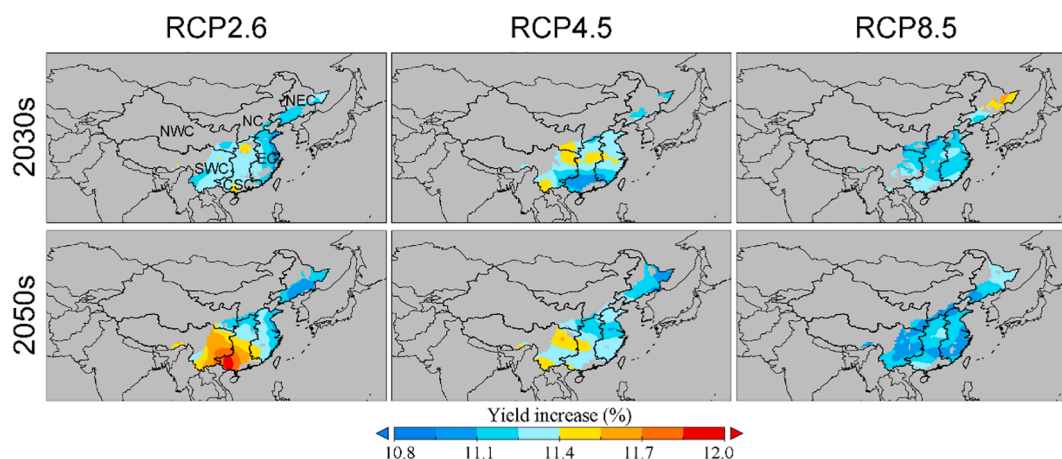 RCP2.6 RCP4.5 RCP8.5
2030s
NEC
NC
NWC
EC
SWC
CSC
2050s
Yield increase (%)
10.8 11.1 11.4 11.7 12.0